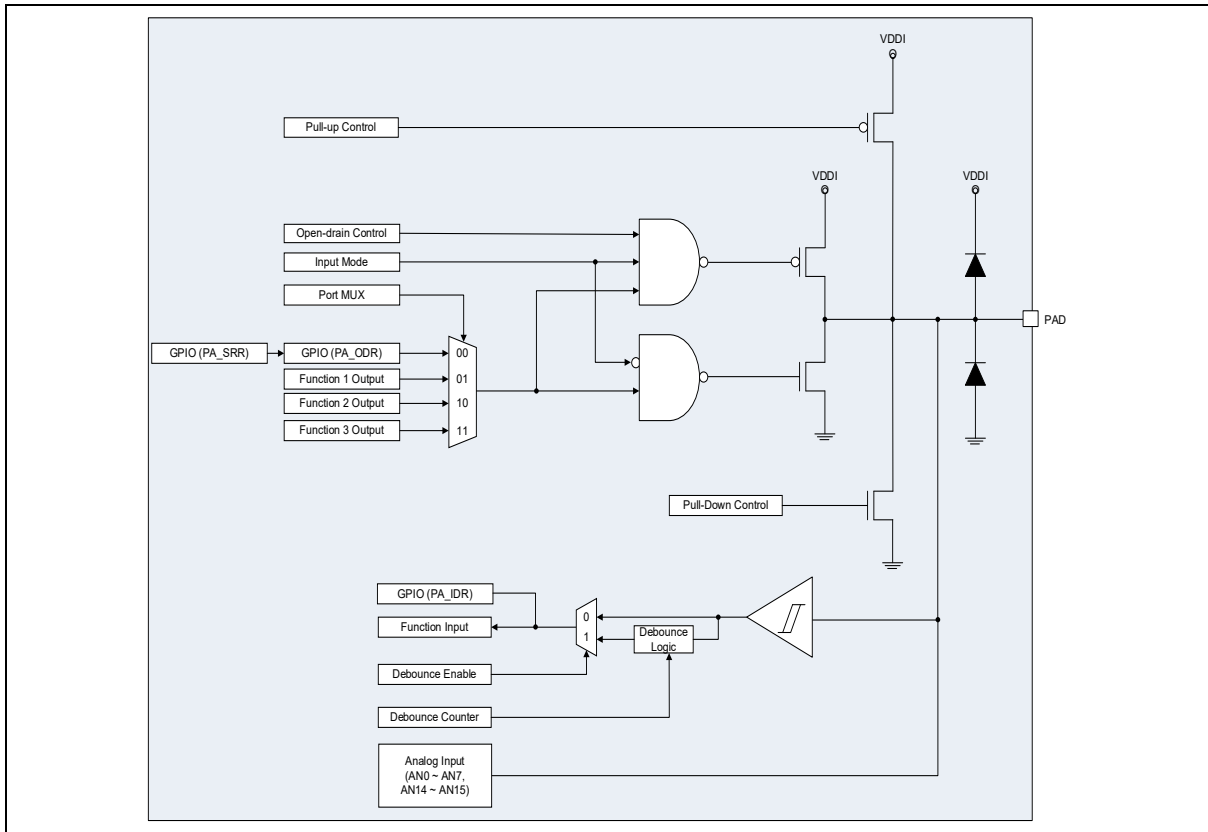 VDDI
Pull-up Control
VDDI
VDDI
Open-drain Control
Input Mode
Port MUX
PAD
GPIO (PA_SRR)
GPIO (PA_ODR)
00
Function 1 Output
01
Function 2 Output
10
Function 3 Output
11
Pull-Down Control
GPIO (PA_IDR)
0
Function Input
1
Debounce
Logic
Debounce Enable
Debounce Counter
Analog Input
(AN0 ~ AN7,
AN14 ~ AN15)